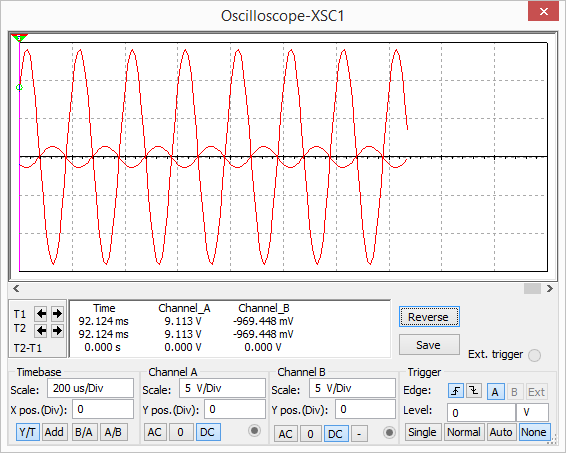 Oscilloscope-XSC1
T1
T2
T2-T1
Time Channel_A Channel_B
92.124 ms 9.113 V -969.448 mV
92.124 ms 9.113 V -969.448 mV
0.000 s 0.000 V 0.000 V
Reverse
Save
Ext. trigger
Timebase
Scale: 200 us/Div
X pos.(Div): 0
Y/T Add B/A A/B
Channel A
Scale: 5 V/Div
Y pos.(Div): 0
AC 0 DC
Channel B
Scale: 5 V/Div
Y pos.(Div): 0
AC 0 DC -
Trigger
Edge: A B Ext
Level: 0 V
Single Normal Auto None